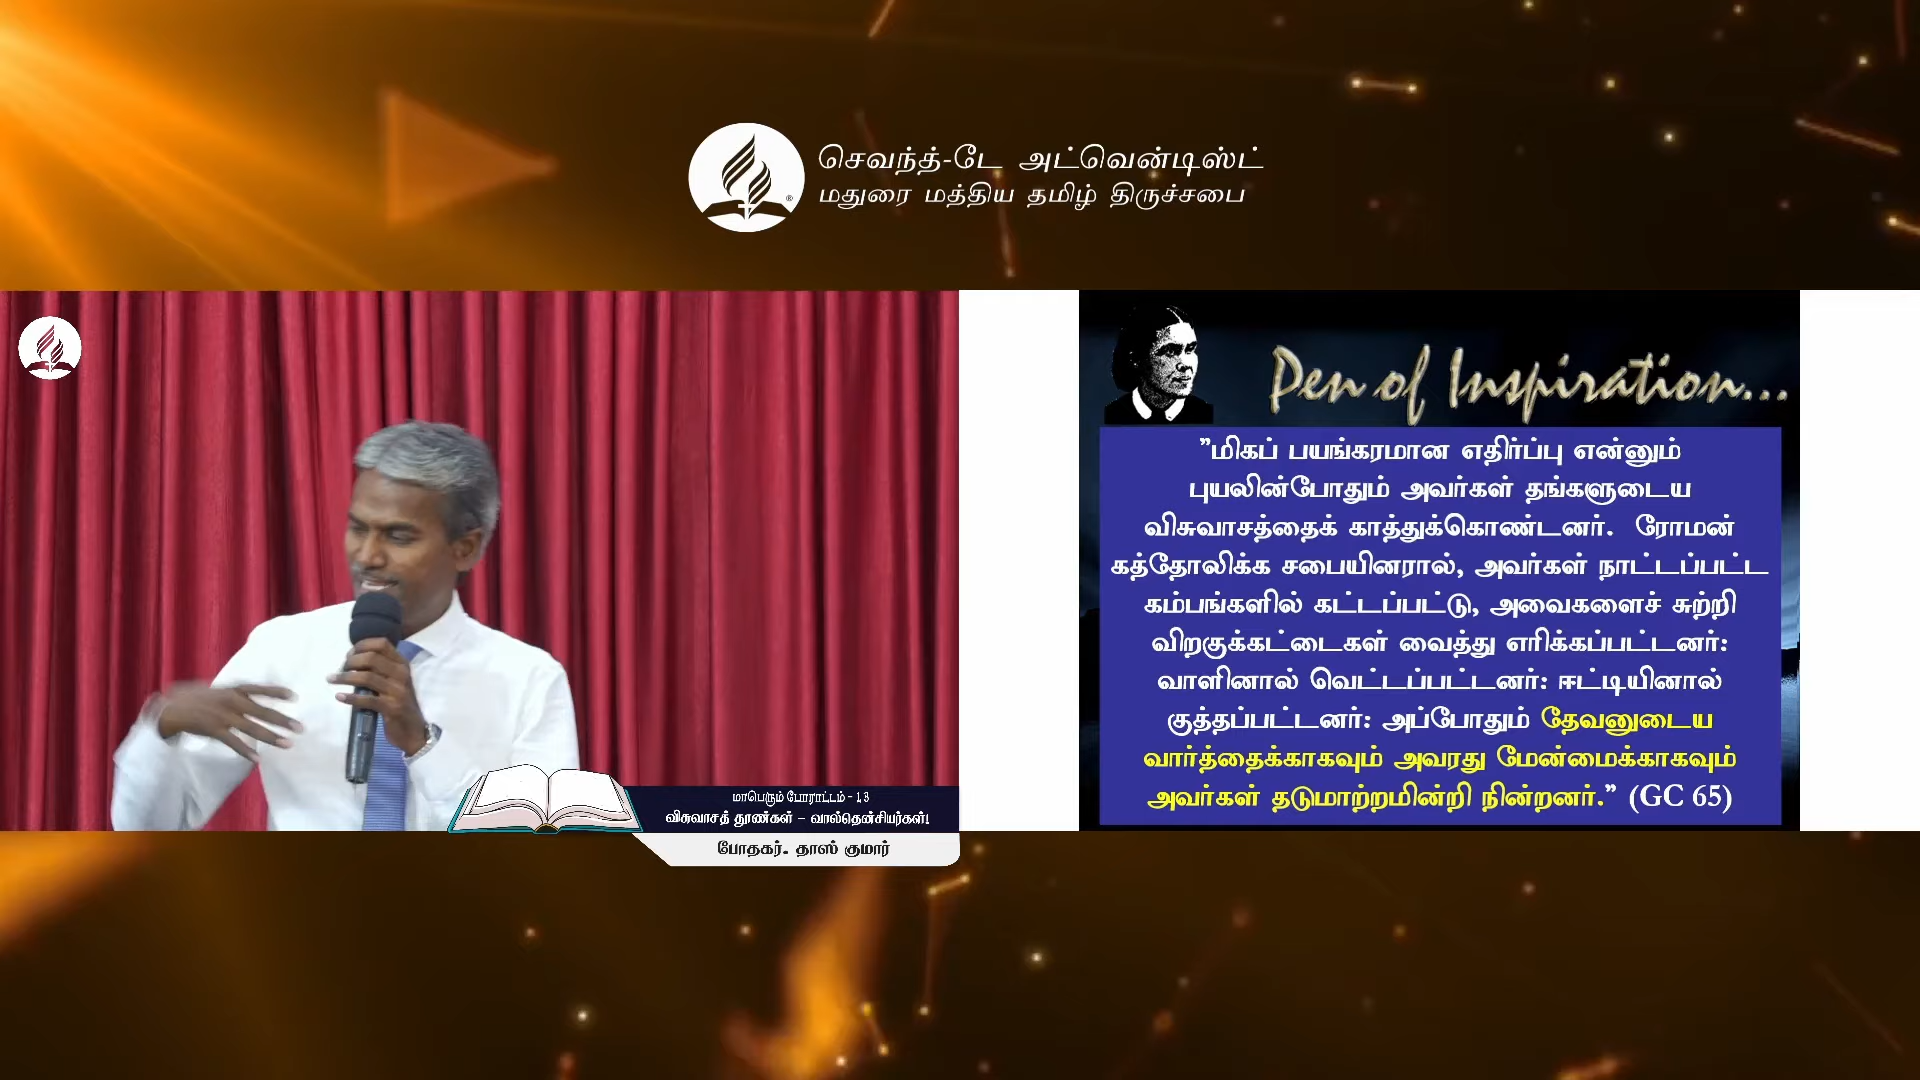 செவந்த்-டே அட்வென்டிஸ்ட்
மதுரை மத்திய தமிழ் திருச்சபை
Pen of Inspiration...
"மிகப் பயங்கரமான எதிர்ப்பு என்னும்
புயலின்போதும் அவர்கள் தங்களுடைய
விசுவாசத்தைக் காத்துக்கொண்டனர். ரோமன்
கத்தோலிக்க சபையினரால், அவர்கள் நாட்டப்பட்ட
கம்பங்களில் கட்டப்பட்டு, அவைகளைச் சுற்றி
விறகுக்கட்டைகள் வைத்து எரிக்கப்பட்டனர்:
வாளினால் வெட்டப்பட்டனர்: ஈட்டியினால்
குத்தப்பட்டனர்: அப்போதும் தேவனுடைய
வார்த்தைக்காகவும் அவரது மேன்மைக்காகவும்
அவர்கள் தடுமாற்றமின்றி நின்றனர்." (GC 65)
மாபெரும் போராட்டம் - 13
விசுவாசத் தூண்கள் – வால்தென்சியர்கள்!
போதகர். தாஸ் குமார்